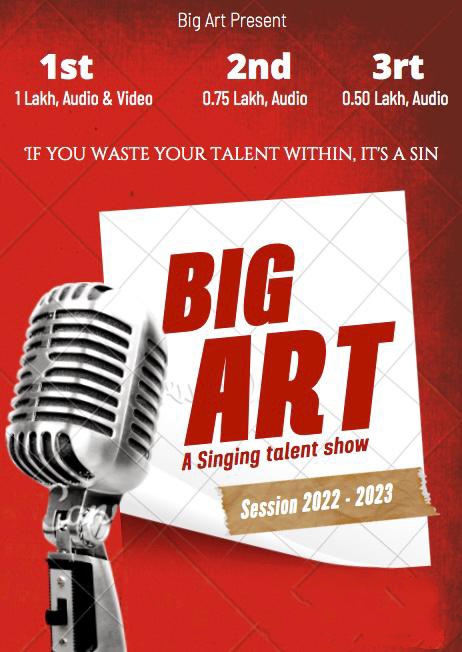 Big Art Present
1st 2nd 3rt
1 Lakh, Audio & Video 0.75 Lakh, Audio 0.50 Lakh, Audio
IF YOU WASTE YOUR TALENT WITHIN, IT'S A SIN
BIG
ART
A Singing talent show
Session 2022 - 2023